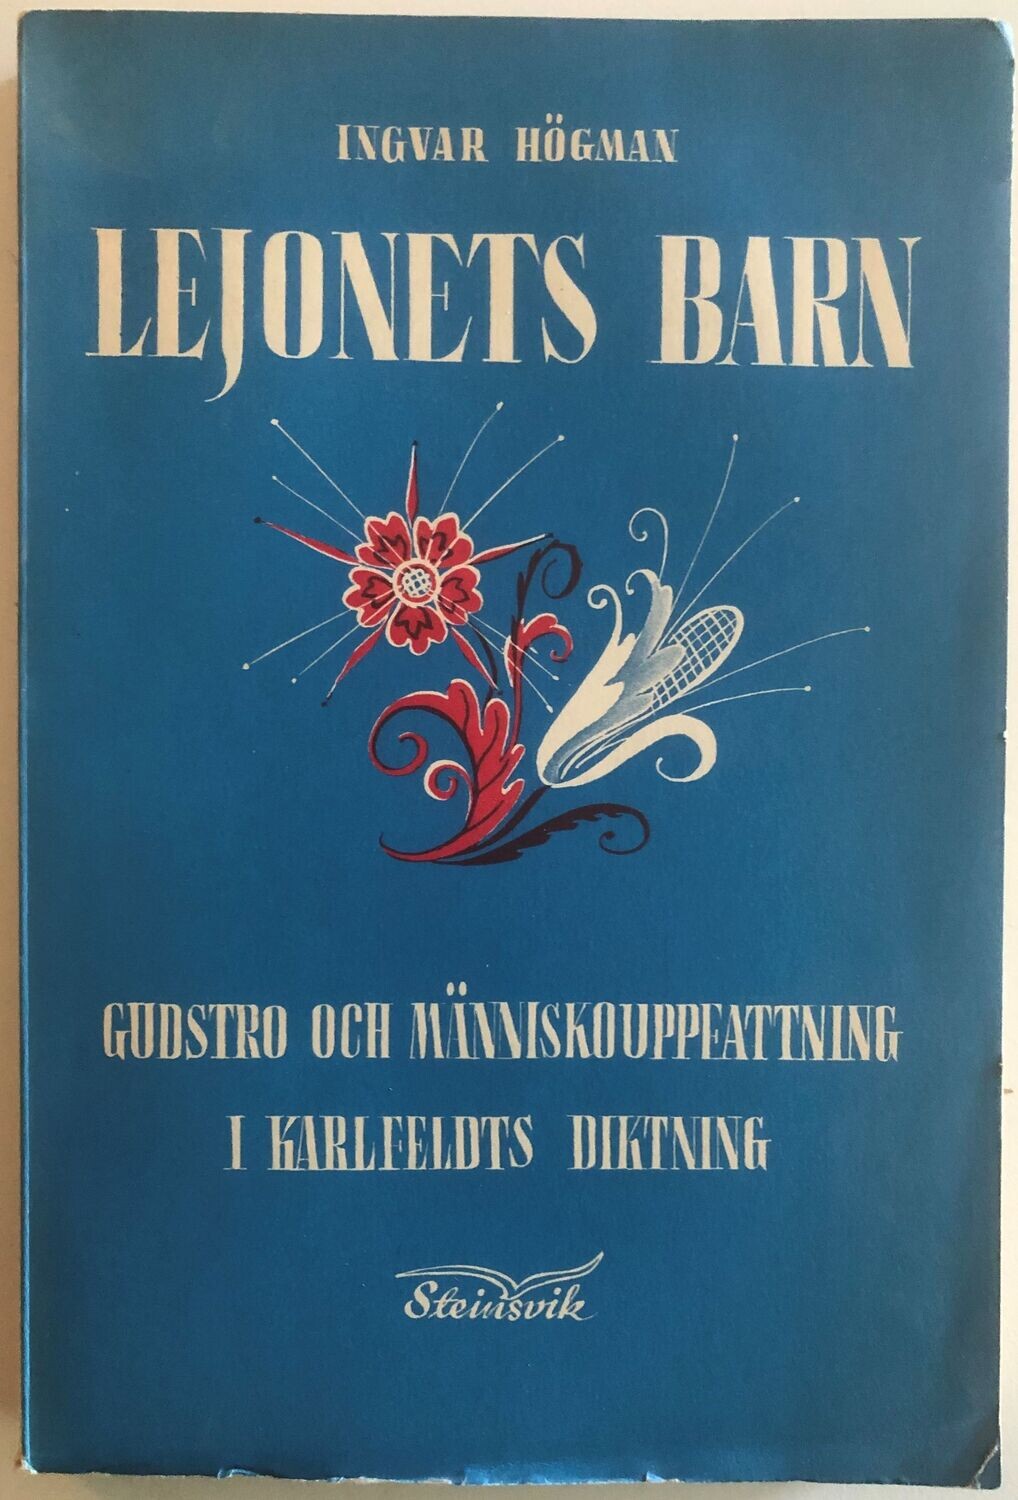 INGVAR HÖGMAN
LEJONETS BARN
GUDSTRO OCH MÄNNISKOUPPFATTNING
I KARLFELDTS DIKTNING
Steinsvik